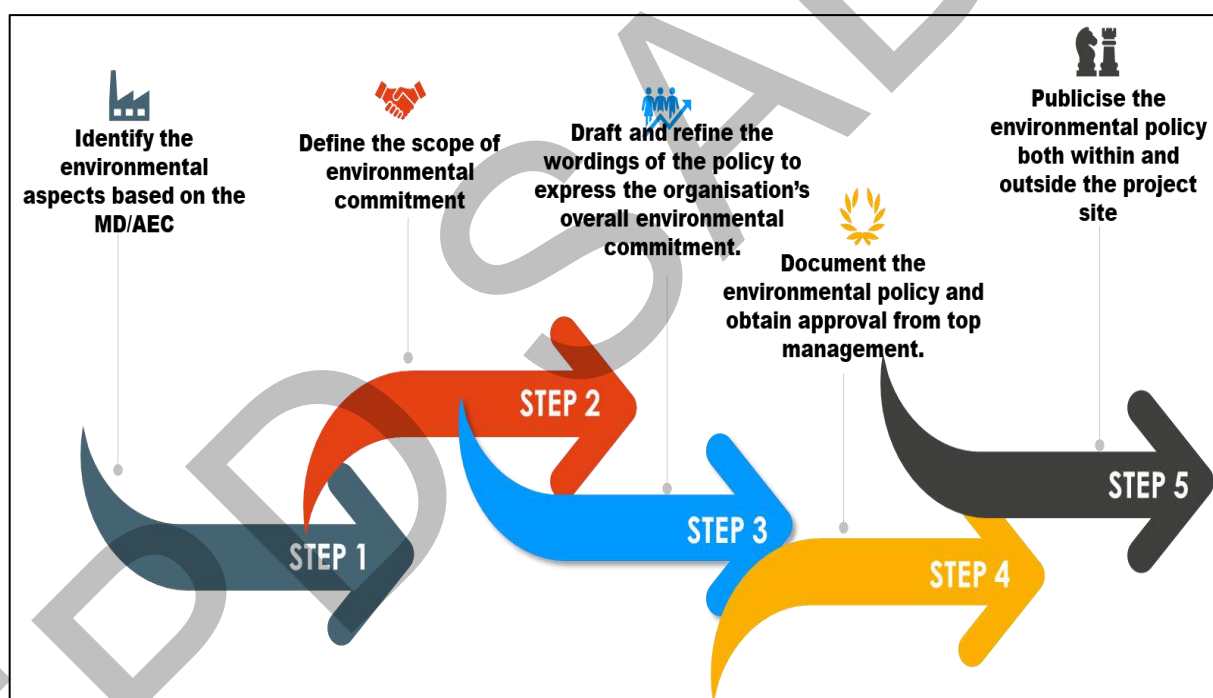 Identify the
environmental
aspects based on the
MD/AEC
Define the scope of
environmental
commitment
Draft and refine the
wordings of the policy to
express the organisation’s
overall environmental
commitment.
Document the
environmental policy and
obtain approval from top
management.
Publicise the
environmental policy
both within and
outside the project
site
STEP 1
STEP 2
STEP 3
STEP 4
STEP 5